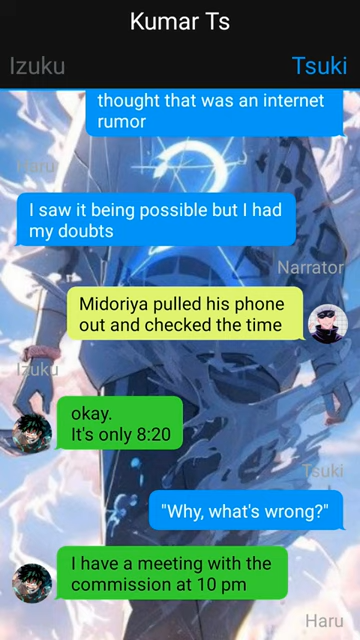 Kumar Ts
Izuku Tsuki
thought that was an internet
rumor
Haru
I saw it being possible but I had
my doubts
Narrator
Midoriya pulled his phone
out and checked the time
Izuku
okay.
It's only 8:20
Tsuki
"Why, what's wrong?"
I have a meeting with the
commission at 10 pm
Haru